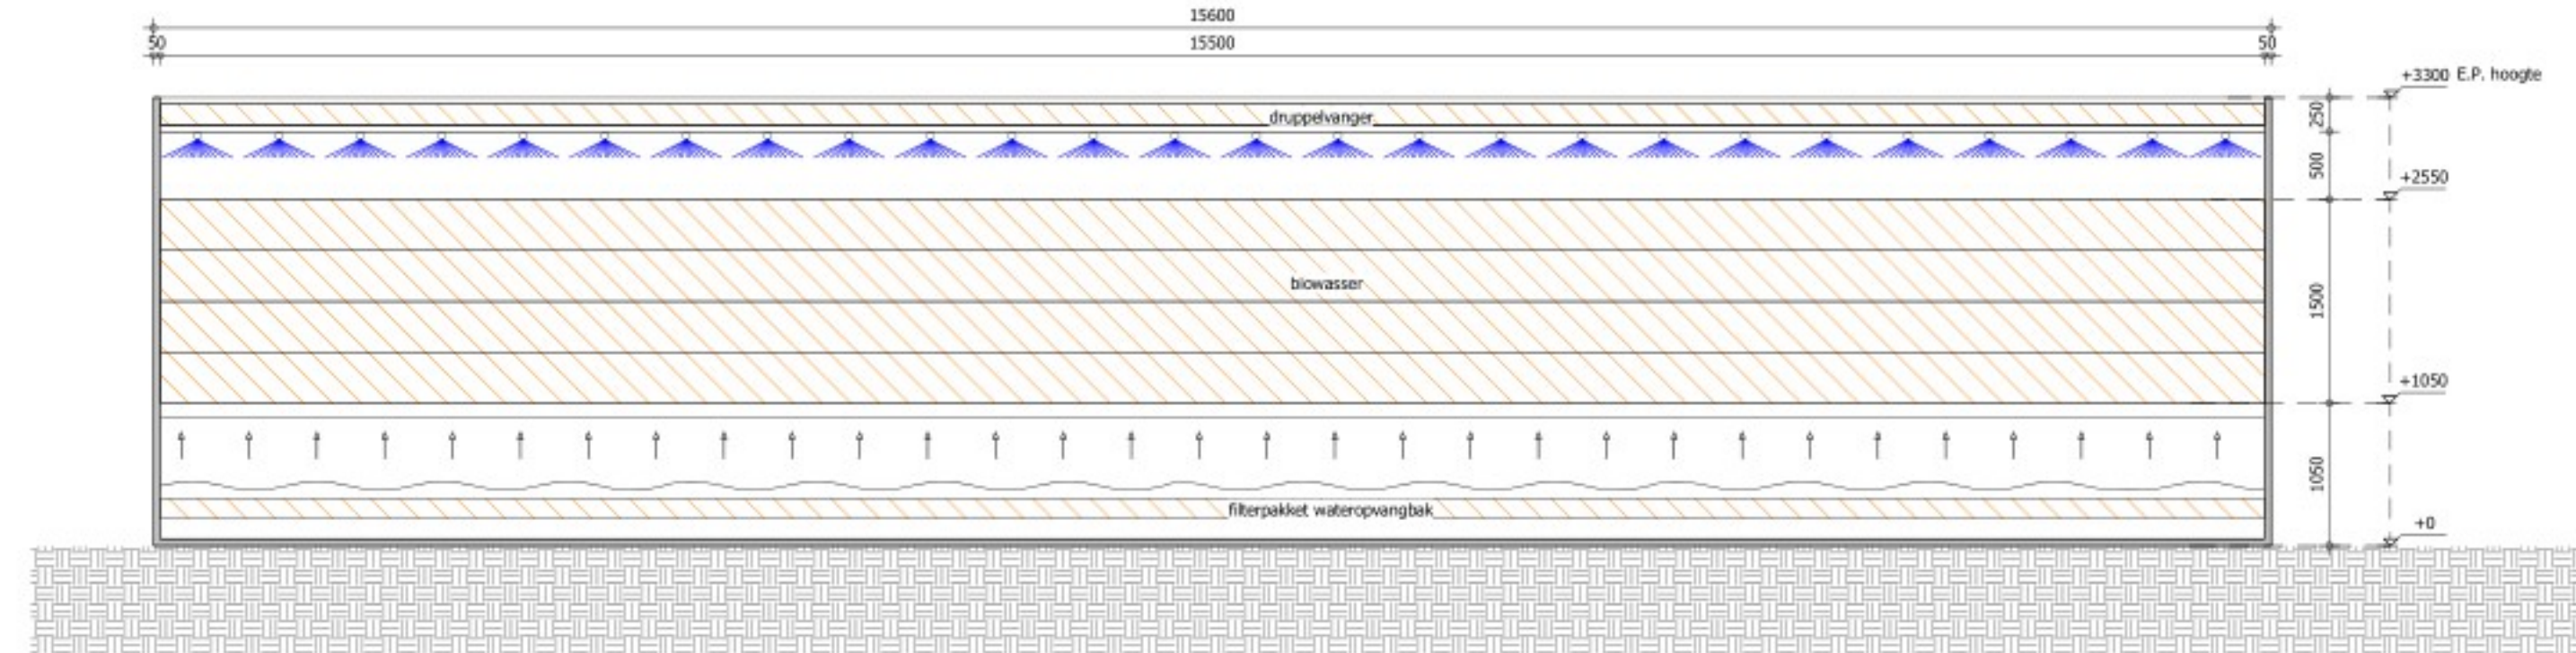 15600
50 15500 50
+3300 E.P. hoogte
250
druppelvanger
500
+2550
biowasser
1500
+1050
1050
filterpakket wateropvangbak
+0